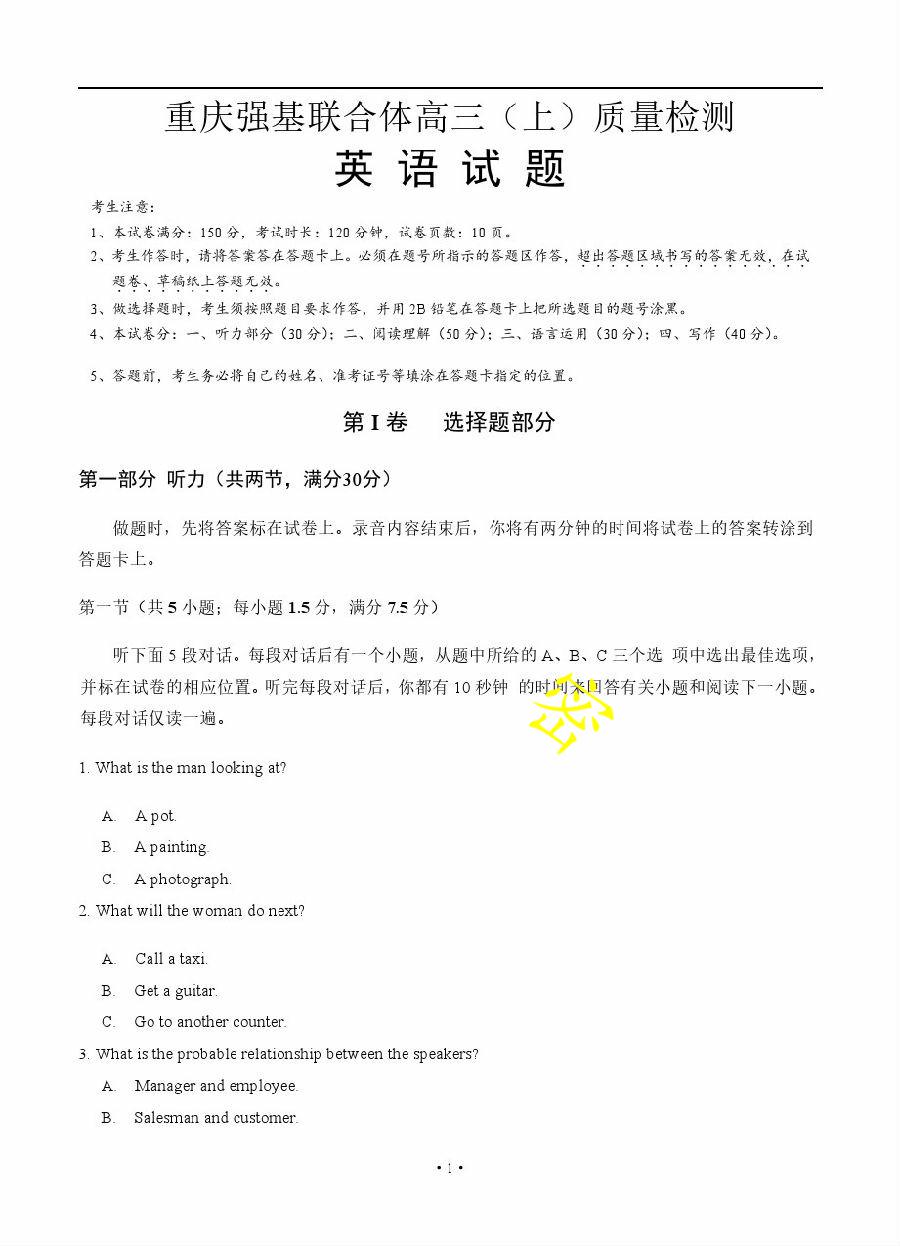 重庆强基联合体高三（上）质量检测
英 语 试 题
考生注意：
1、本试卷满分：150 分，考试时长：120 分钟，试卷页数：10 页。
2、考生作答时，请将答案答在答题卡上。必须在题号所指示的答题区作答，超出答题区域书写的答案无效，在试
题卷、草稿纸上答题无效。
3、做选择题时，考生须按照题目要求作答，并用 2B 铅笔在答题卡上把所选题目的题号涂黑。
4、本试卷分：一、听力部分（30 分）；二、阅读理解（50 分）；三、语言运用（30 分）；四、写作（40 分）。
5、答题前，考生务必将自己的姓名、准考证号等填涂在答题卡指定的位置。
第 I 卷 选择题部分
第一部分 听力（共两节，满分30分）
做题时，先将答案标在试卷上。录音内容结束后，你将有两分钟的时间将试卷上的答案转涂到
答题卡上。
第一节（共 5 小题；每小题 1.5 分，满分 7.5 分）
听下面 5 段对话。每段对话后有一个小题，从题中所给的 A、B、C 三个选 项中选出最佳选项，
并标在试卷的相应位置。听完每段对话后，你都有 10 秒钟 的时间来回答有关小题和阅读下一小题。
每段对话仅读一遍。
密
1. What is the man looking at?
A. A pot.
B. A painting.
C. A photograph.
2. What will the woman do next?
A. Call a taxi.
B. Get a guitar.
C. Go to another counter.
3. What is the probable relationship between the speakers?
A. Manager and employee.
B. Salesman and customer.
• 1 •